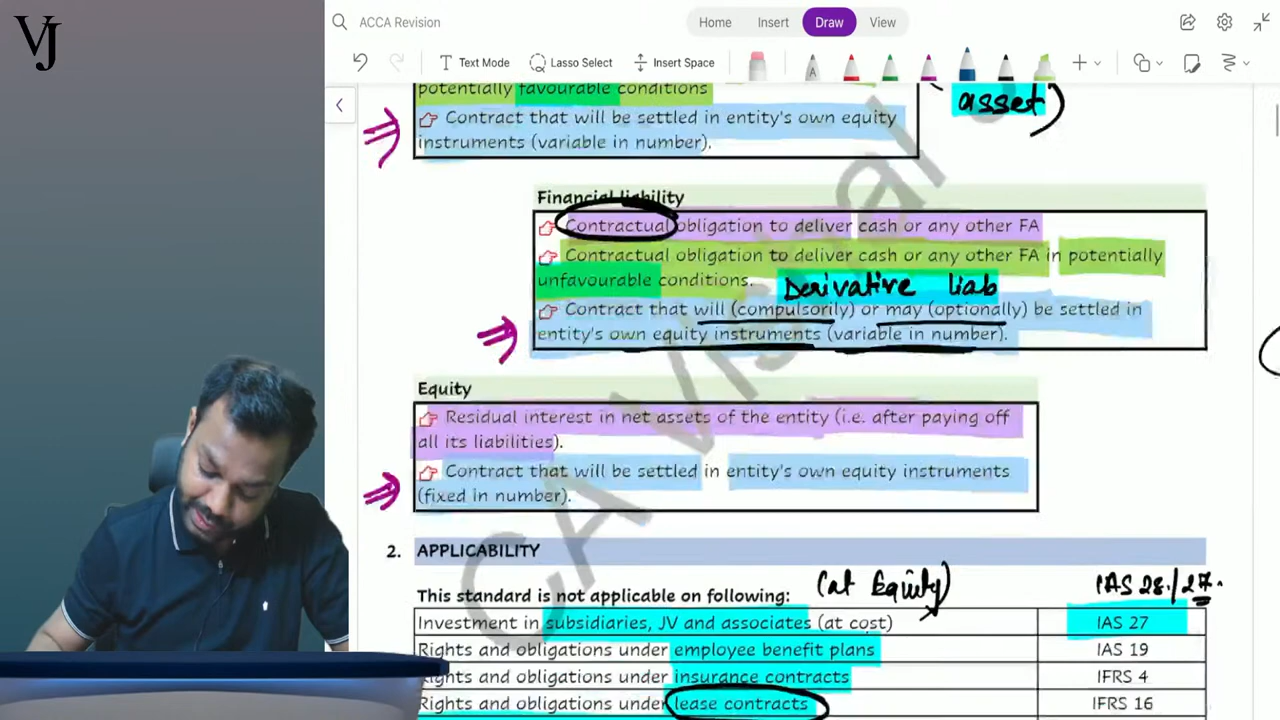 VJ
ACCA Revision
Home Insert Draw View
Text Mode Lasso Select Insert Space
potentially favourable conditions
asset)
Contract that will be settled in entity's own equity
instruments (variable in number).
Financial liability
Contractual obligation to deliver cash or any other FA
Contractual obligation to deliver cash or any other FA in potentially
unfavourable conditions.
Derivative liab
Contract that will (compulsorily) or may (optionally) be settled in
entity's own equity instruments (variable in number).
Equity
Residual interest in net assets of the entity (i.e. after paying off
all its liabilities).
Contract that will be settled in entity's own equity instruments
(fixed in number).
2. APPLICABILITY
(at Equity)
IAS 28/27.
This standard is not applicable on following:
Investment in subsidiaries, JV and associates (at cost) IAS 27
Rights and obligations under employee benefit plans IAS 19
Rights and obligations under insurance contracts IFRS 4
Rights and obligations under lease contracts IFRS 16
CA Vishal J